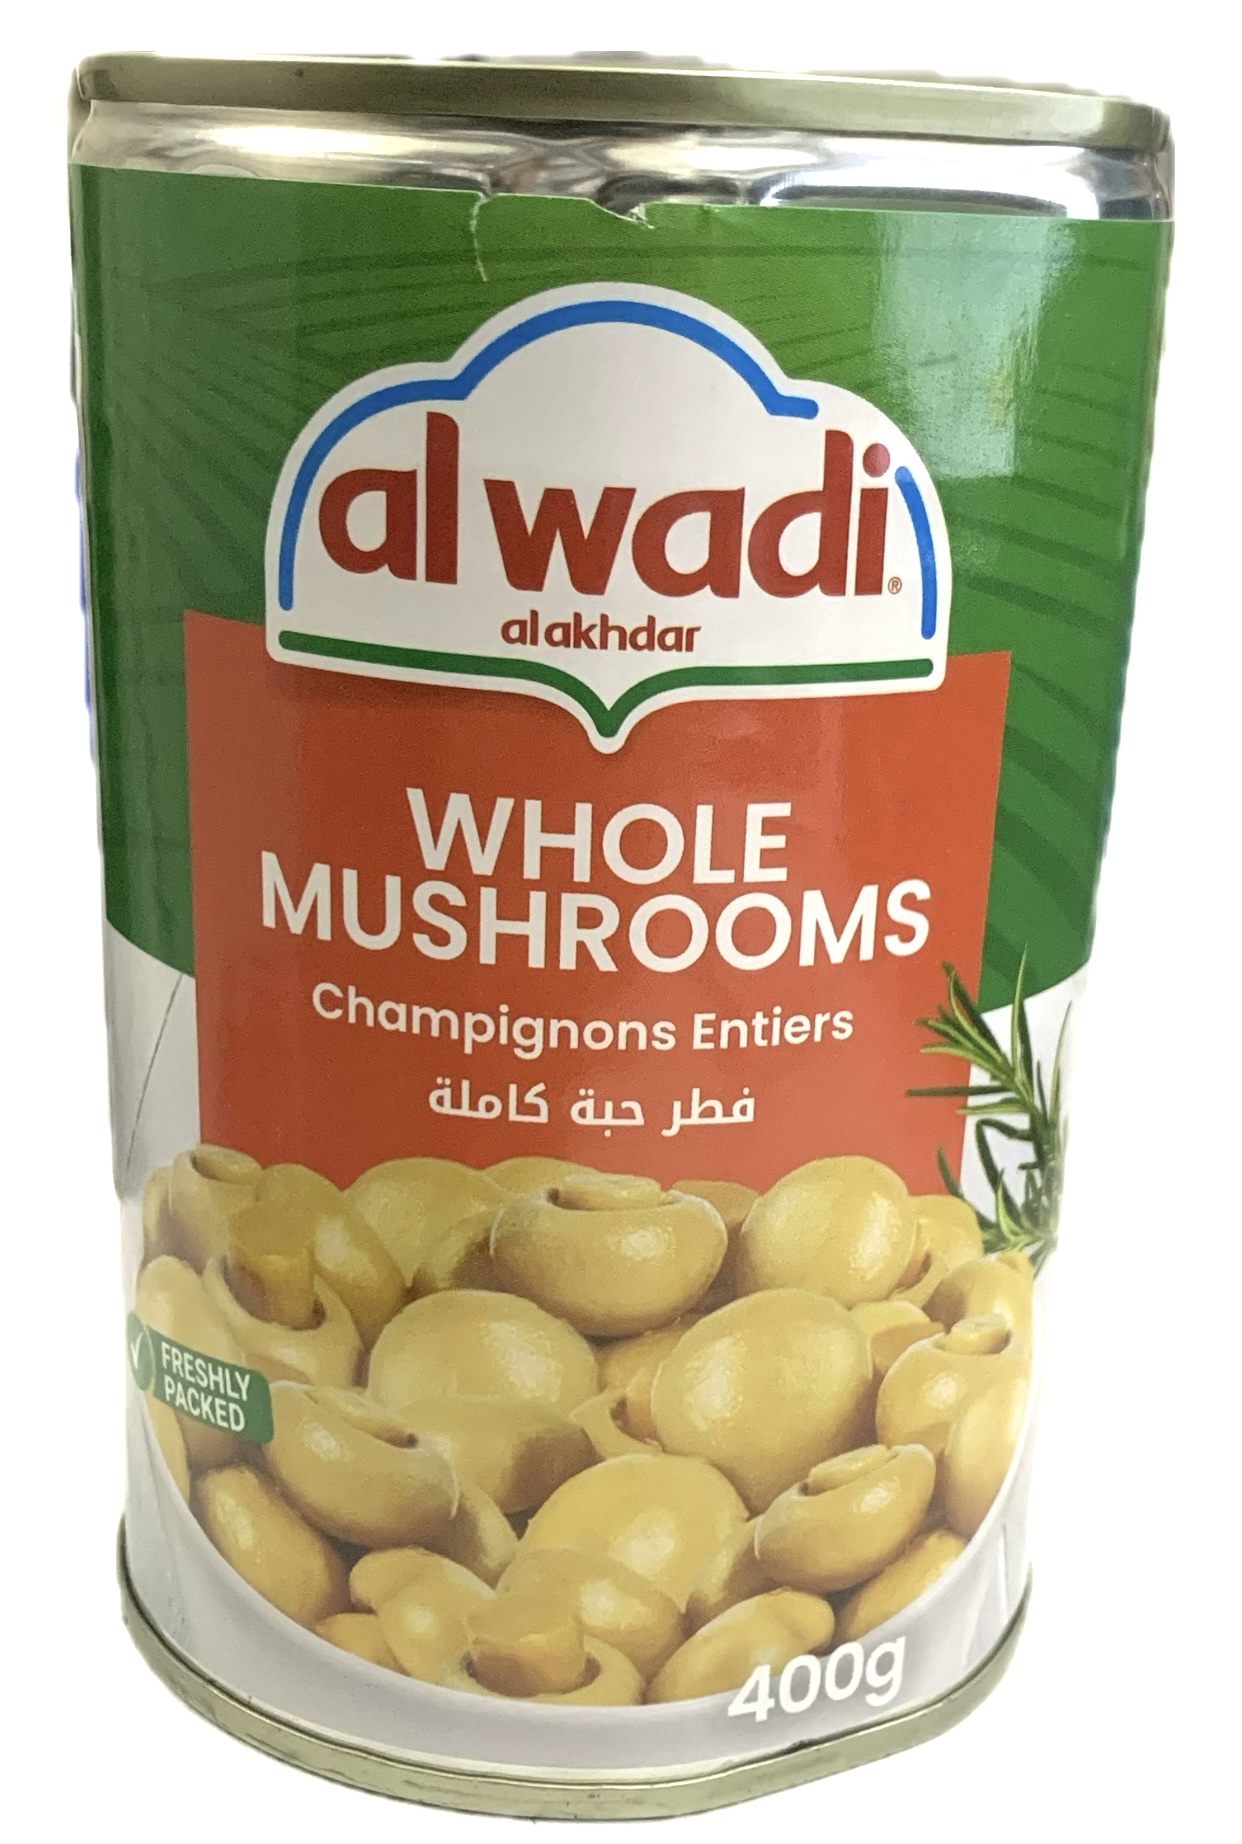 al wadi®
al akhdar
WHOLE
MUSHROOMS
Champignons Entiers
فطر حبة كاملة
FRESHLY
PACKED
400g